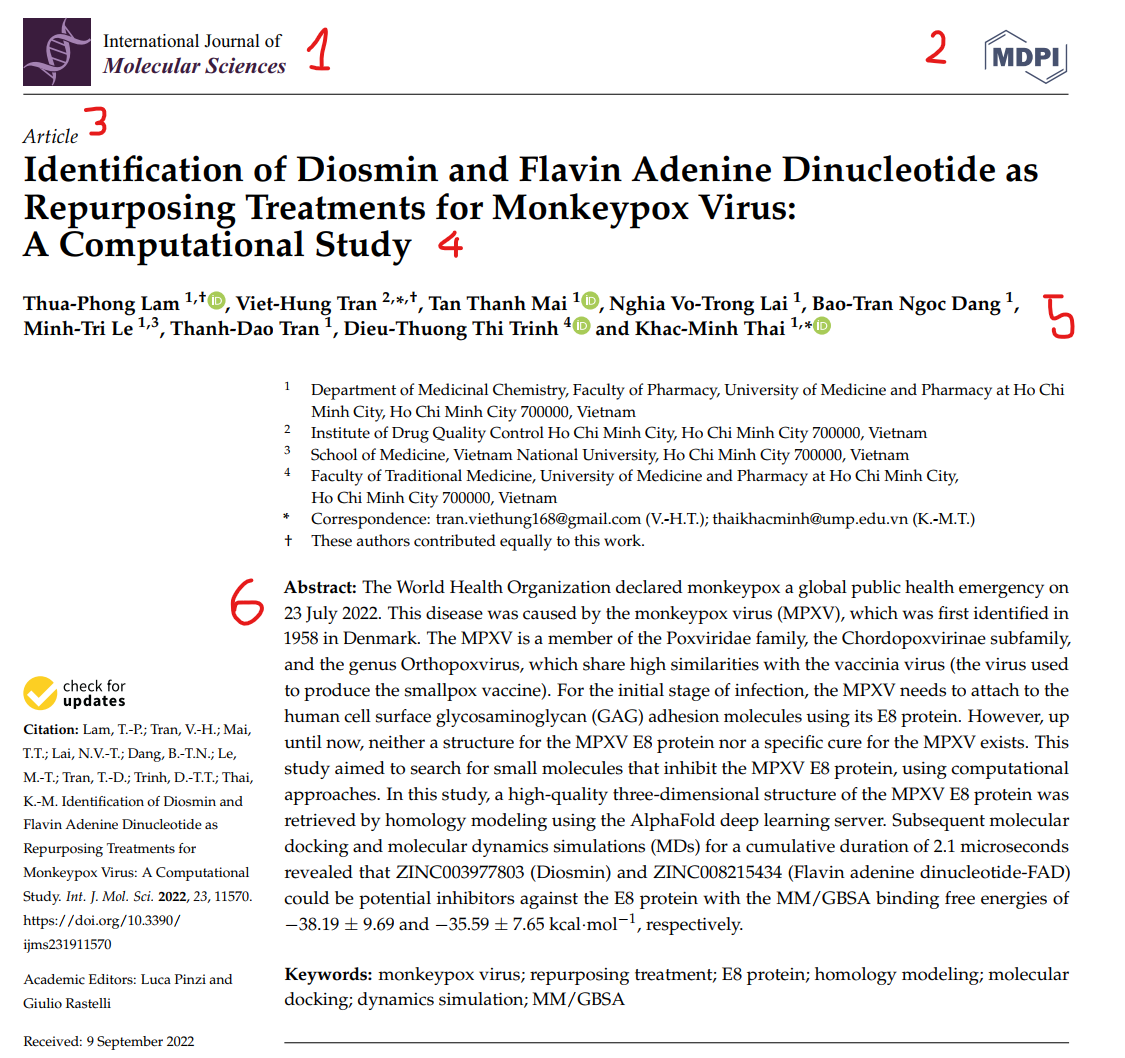 International Journal of
Molecular Sciences
1
2
MDPI
Article
3
Identification of Diosmin and Flavin Adenine Dinucleotide as
Repurposing Treatments for Monkeypox Virus:
A Computational Study
4
Thua-Phong Lam 1,†, Viet-Hung Tran 2,*,†, Tan Thanh Mai 1, Nghia Vo-Trong Lai 1, Bao-Tran Ngoc Dang 1,
Minh-Tri Le 1,3, Thanh-Dao Tran 1, Dieu-Thuong Thi Trinh 4 and Khac-Minh Thai 1,*
5
1 Department of Medicinal Chemistry, Faculty of Pharmacy, University of Medicine and Pharmacy at Ho Chi
Minh City, Ho Chi Minh City 700000, Vietnam
2 Institute of Drug Quality Control Ho Chi Minh City, Ho Chi Minh City 700000, Vietnam
3 School of Medicine, Vietnam National University, Ho Chi Minh City 700000, Vietnam
4 Faculty of Traditional Medicine, University of Medicine and Pharmacy at Ho Chi Minh City,
Ho Chi Minh City 700000, Vietnam
* Correspondence: tran.viethung168@gmail.com (V.-H.T.); thaikhacminh@ump.edu.vn (K.-M.T.)
† These authors contributed equally to this work.
6
Abstract: The World Health Organization declared monkeypox a global public health emergency on
23 July 2022. This disease was caused by the monkeypox virus (MPXV), which was first identified in
1958 in Denmark. The MPXV is a member of the Poxviridae family, the Chordopoxvirinae subfamily,
and the genus Orthopoxvirus, which share high similarities with the vaccinia virus (the virus used
to produce the smallpox vaccine). For the initial stage of infection, the MPXV needs to attach to the
human cell surface glycosaminoglycan (GAG) adhesion molecules using its E8 protein. However, up
until now, neither a structure for the MPXV E8 protein nor a specific cure for the MPXV exists. This
study aimed to search for small molecules that inhibit the MPXV E8 protein, using computational
approaches. In this study, a high-quality three-dimensional structure of the MPXV E8 protein was
retrieved by homology modeling using the AlphaFold deep learning server. Subsequent molecular
docking and molecular dynamics simulations (MDs) for a cumulative duration of 2.1 microseconds
revealed that ZINC003977803 (Diosmin) and ZINC008215434 (Flavin adenine dinucleotide-FAD)
could be potential inhibitors against the E8 protein with the MM/GBSA binding free energies of
−38.19 ± 9.69 and −35.59 ± 7.65 kcal·mol−1, respectively.
Keywords: monkeypox virus; repurposing treatment; E8 protein; homology modeling; molecular
docking; dynamics simulation; MM/GBSA
check for
updates
Citation: Lam, T.-P.; Tran, V.-H.; Mai,
T.T.; Lai, N.V.-T.; Dang, B.-T.N.; Le,
M.-T.; Tran, T.-D.; Trinh, D.-T.T.; Thai,
K.-M. Identification of Diosmin and
Flavin Adenine Dinucleotide as
Repurposing Treatments for
Monkeypox Virus: A Computational
Study. Int. J. Mol. Sci. 2022, 23, 11570.
https://doi.org/10.3390/
ijms231911570
Academic Editors: Luca Pinzi and
Giulio Rastelli
Received: 9 September 2022